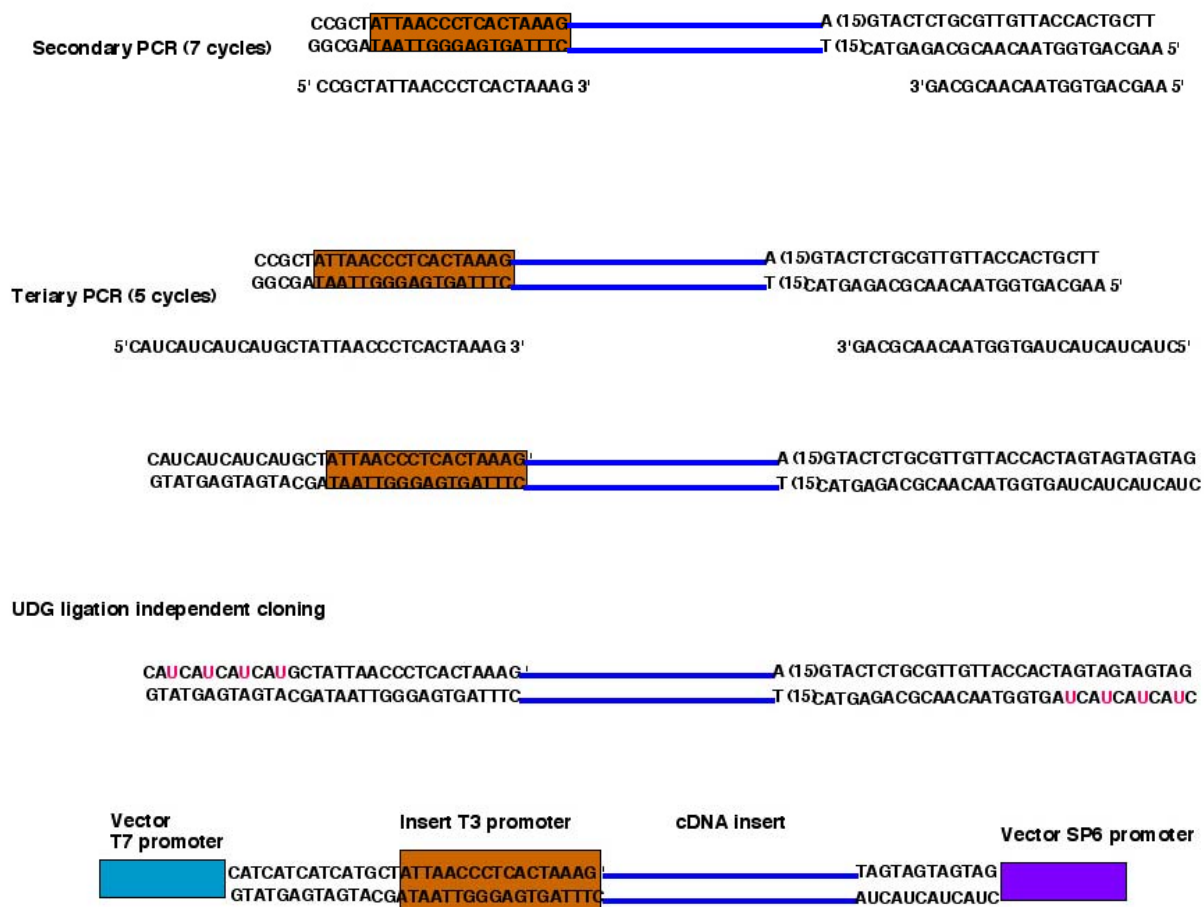 CCGCTATTAACCCTCACTAAAG A (15)GTACTCTGCGTTGTTACCACTGCTT
Secondary PCR (7 cycles)
GGCGATAATTGGGAGTGATTTC T (15)CATGAGACGCAACAATGGTGACGAA 5'
5' CCGCTATTAACCCTCACTAAAG 3' 3'GACGCAACAATGGTGACGAA 5'
CCGCTATTAACCCTCACTAAAG A (15)GTACTCTGCGTTGTTACCACTGCTT
GGCGATAATTGGGAGTGATTTC T (15)CATGAGACGCAACAATGGTGACGAA 5'
Teriary PCR (5 cycles)
5'CAUCAUCAUCAUGCTATTAACCCTCACTAAAG 3' 3'GACGCAACAATGGTGAUCAUCAUCAUC5'
CAUCAUCAUCAUGCTATTAACCCTCACTAAAG' A (15)GTACTCTGCGTTGTTACCACTAGTAGTAGTAG
GTATGAGTAGTACGATAATTGGGAGTGATTTC T (15)CATGAGACGCAACAATGGTGAUCAUCAUCAUC
UDG ligation independent cloning
CAUCAUCAUCAUGCTATTAACCCTCACTAAAG' A (15)GTACTCTGCGTTGTTACCACTAGTAGTAGTAG
GTATGAGTAGTACGATAATTGGGAGTGATTTC T (15)CATGAGACGCAACAATGGTGAUCAUCAUCAUC
Vector
T7 promoter
Insert T3 promoter
cDNA insert
Vector SP6 promoter
CATCATCATCATGCTATTAACCCTCACTAAAG' TAGTAGTAGTAG
GTATGAGTAGTACGATAATTGGGAGTGATTTC AUCAUCAUCAUC